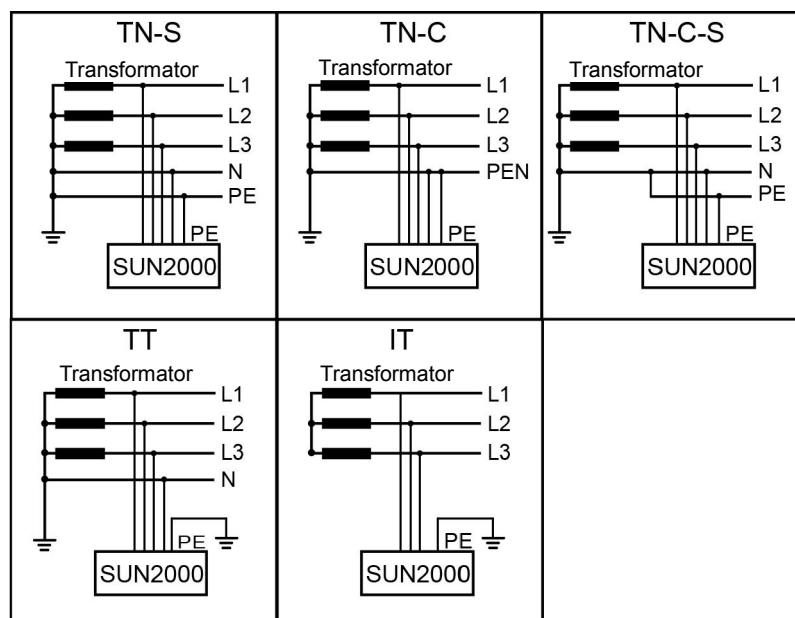 TN-S
Transformator
L1
L2
L3
N
PE
PE
SUN2000
TN-C
Transformator
L1
L2
L3
PEN
PE
SUN2000
TN-C-S
Transformator
L1
L2
L3
N
PE
PE
SUN2000
TT
Transformator
L1
L2
L3
N
PE
SUN2000
IT
Transformator
L1
L2
L3
PE
SUN2000